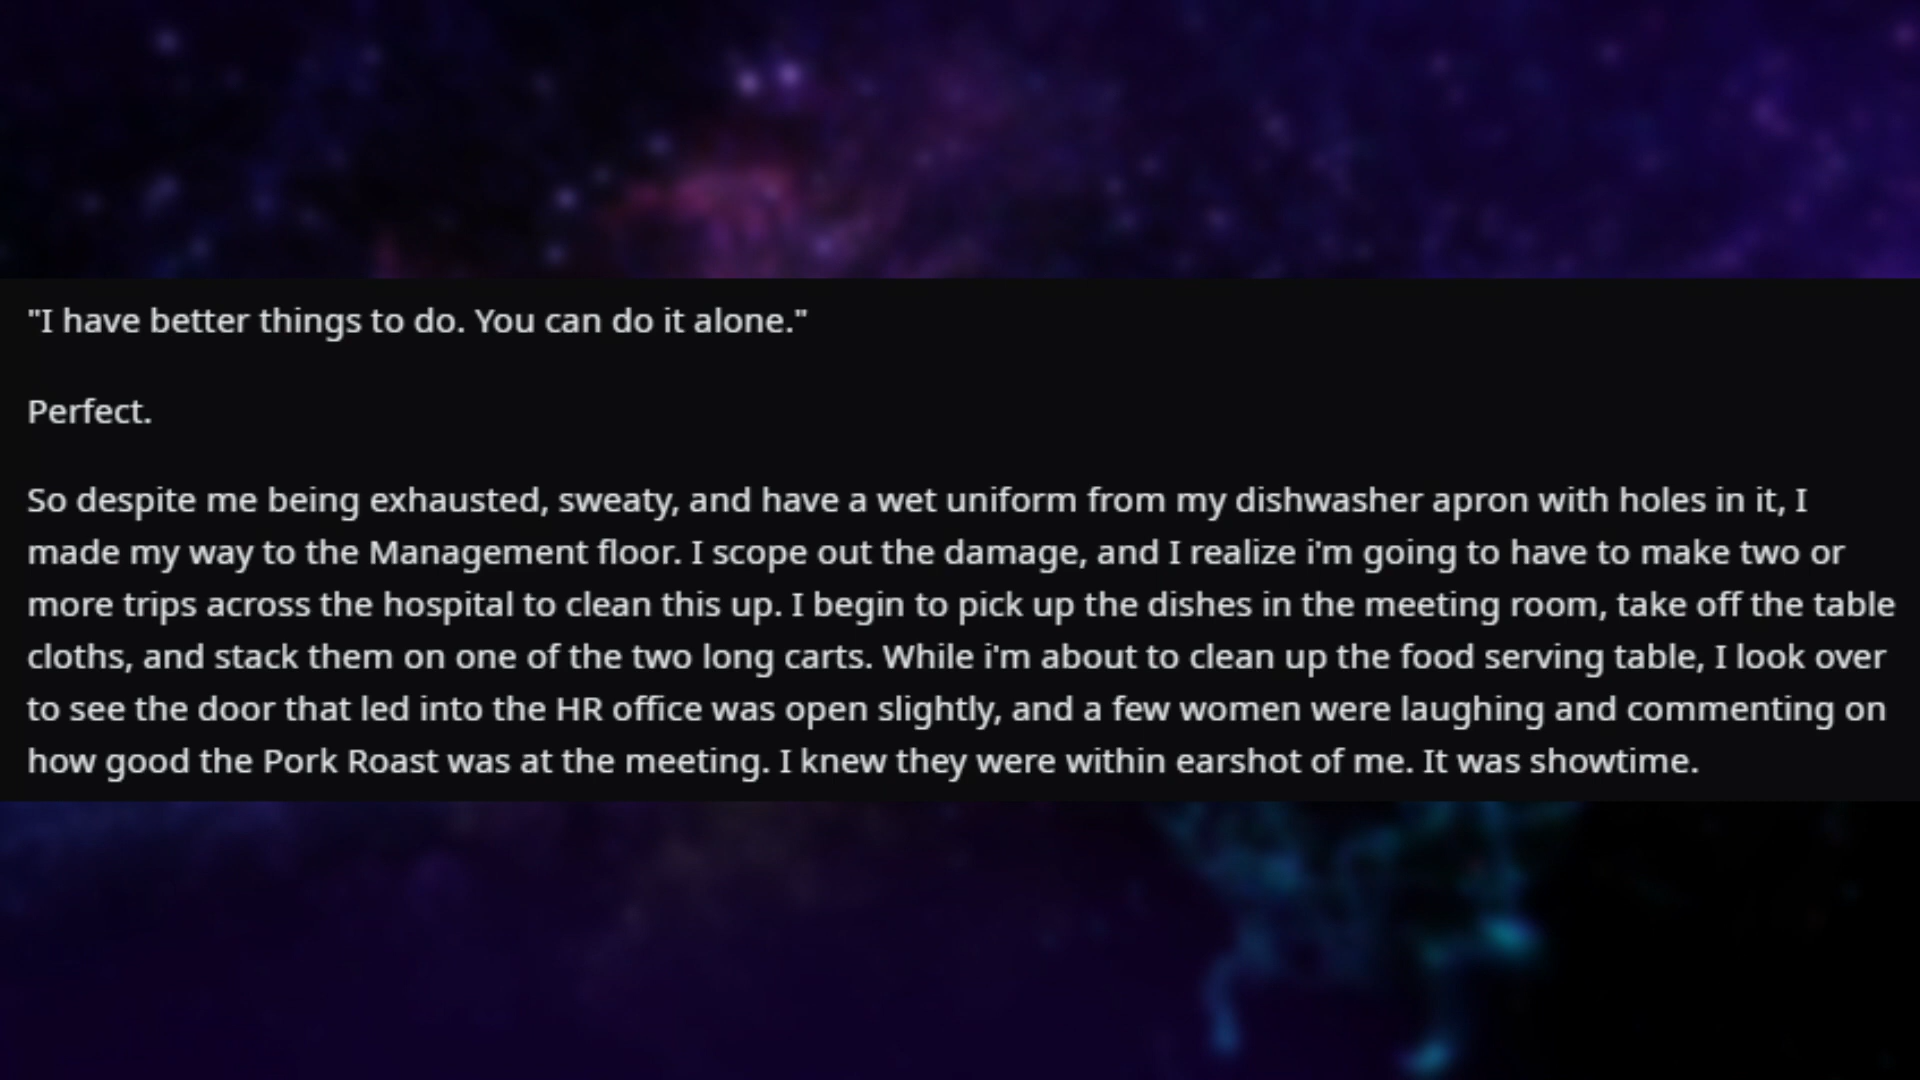 "I have better things to do. You can do it alone."
Perfect.
So despite me being exhausted, sweaty, and have a wet uniform from my dishwasher apron with holes in it, I
made my way to the Management floor. I scope out the damage, and I realize i'm going to have to make two or
more trips across the hospital to clean this up. I begin to pick up the dishes in the meeting room, take off the table
cloths, and stack them on one of the two long carts. While i'm about to clean up the food serving table, I look over
to see the door that led into the HR office was open slightly, and a few women were laughing and commenting on
how good the Pork Roast was at the meeting. I knew they were within earshot of me. It was showtime.